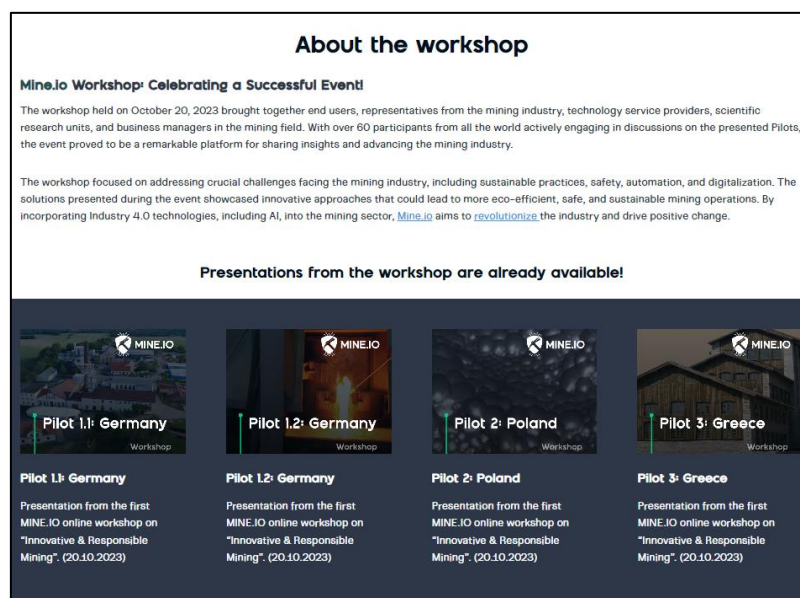 About the workshop
Mine.io Workshop: Celebrating a Successful Event!
The workshop held on October 20, 2023 brought together end users, representatives from the mining industry, technology service providers, scientific
research units, and business managers in the mining field. With over 60 participants from all the world actively engaging in discussions on the presented Pilots,
the event proved to be a remarkable platform for sharing insights and advancing the mining industry.
The workshop focused on addressing crucial challenges facing the mining industry, including sustainable practices, safety, automation, and digitalization. The
solutions presented during the event showcased innovative approaches that could lead to more eco-efficient, safe, and sustainable mining operations. By
incorporating Industry 4.0 technologies, including AI, into the mining sector, Mine.io aims to revolutionize the industry and drive positive change.
Presentations from the workshop are already available!
MINE.IO
Pilot 1.1: Germany
Workshop
Pilot 1.1: Germany
Presentation from the first
MINE.IO online workshop on
"Innovative & Responsible
Mining". (20.10.2023)
MINE.IO
Pilot 1.2: Germany
Workshop
Pilot 1.2: Germany
Presentation from the first
MINE.IO online workshop on
"Innovative & Responsible
Mining". (20.10.2023)
MINE.IO
Pilot 2: Poland
Workshop
Pilot 2: Poland
Presentation from the first
MINE.IO online workshop on
"Innovative & Responsible
Mining". (20.10.2023)
MINE.IO
Pilot 3: Greece
Workshop
Pilot 3: Greece
Presentation from the first
MINE.IO online workshop on
"Innovative & Responsible
Mining". (20.10.2023)